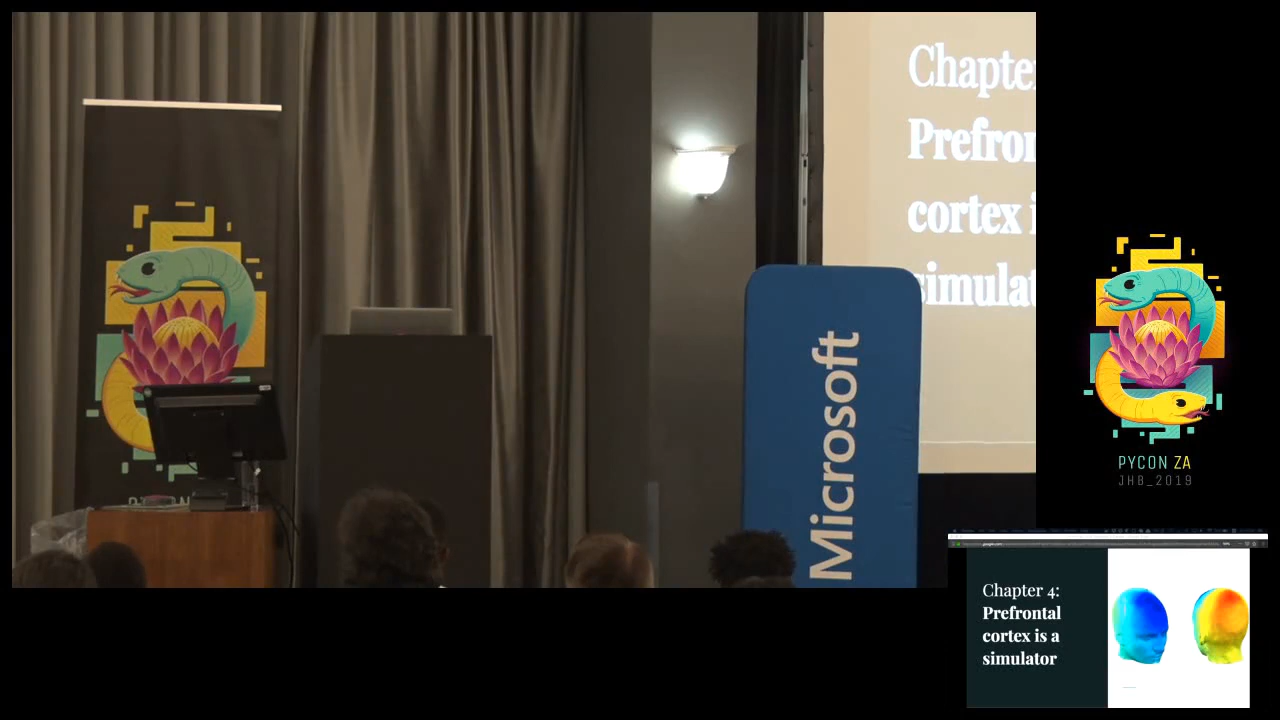 Chapte
Prefron
cortex i
simulat
Microsoft
PYCON ZA
JHB_2019
Chapter 4:
Prefrontal
cortex is a
simulator